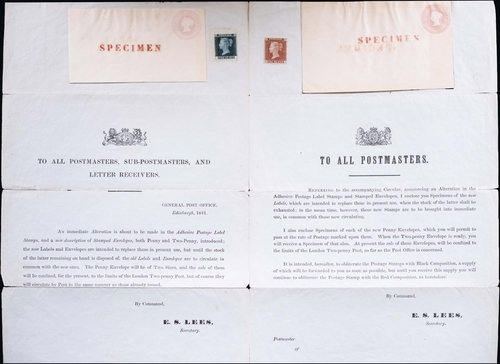 SPECIMEN
SPECIMEN
TO ALL POSTMASTERS, SUB-POSTMASTERS, AND
LETTER RECEIVERS.
GENERAL POST OFFICE,
Edinburgh, 1841.
AN immediate Alteration is about to be made in the Adhesive Postage Label
Stamps, and a new description of Stamped Envelopes, both Penny and Two-Penny, introduced;
the new Labels and Envelopes are intended to replace those in present use, but until the stock
of the latter remaining on hand is disposed of, the old Labels and Envelopes are to circulate in
common with the new ones. The Penny Envelope will be of Two Sizes, and the sale of these
will be confined, for the present, to the limits of the London Two-penny Post, but of course they
will circulate by Post in the same manner as those already issued.
By Command,
E. S. LEES,
Secretary.
TO ALL POSTMASTERS.
REFERRING to the accompanying Circular, announcing an Alteration in the
Adhesive Postage Label Stamps and Stamped Envelopes, I enclose you Specimens of the
new Labels, which are intended to replace those in present use, when the stock of the latter shall be
exhausted; in the mean time, however, these new Stamps are to be brought into immediate
use, in common with those now circulating.
I also enclose Specimens of each of the new Penny Envelopes, which you will permit to
pass at the rate of Postage marked upon them. When the Two-penny Envelope is ready, you
will receive a Specimen of that also. At present the sale of these Envelopes will be confined to the
limits of the London Two-penny Post, so far as the Post Office is concerned.
It is intended, hereafter, to obliterate the Postage Stamps with Black Composition, a supply
of which will be forwarded to you as soon as possible, but until you receive this supply you will
continue to obliterate the Postage Stamp with the Red Composition, as heretofore.
By Command,
E. S. LEES,
Secretary.
Postmaster
of